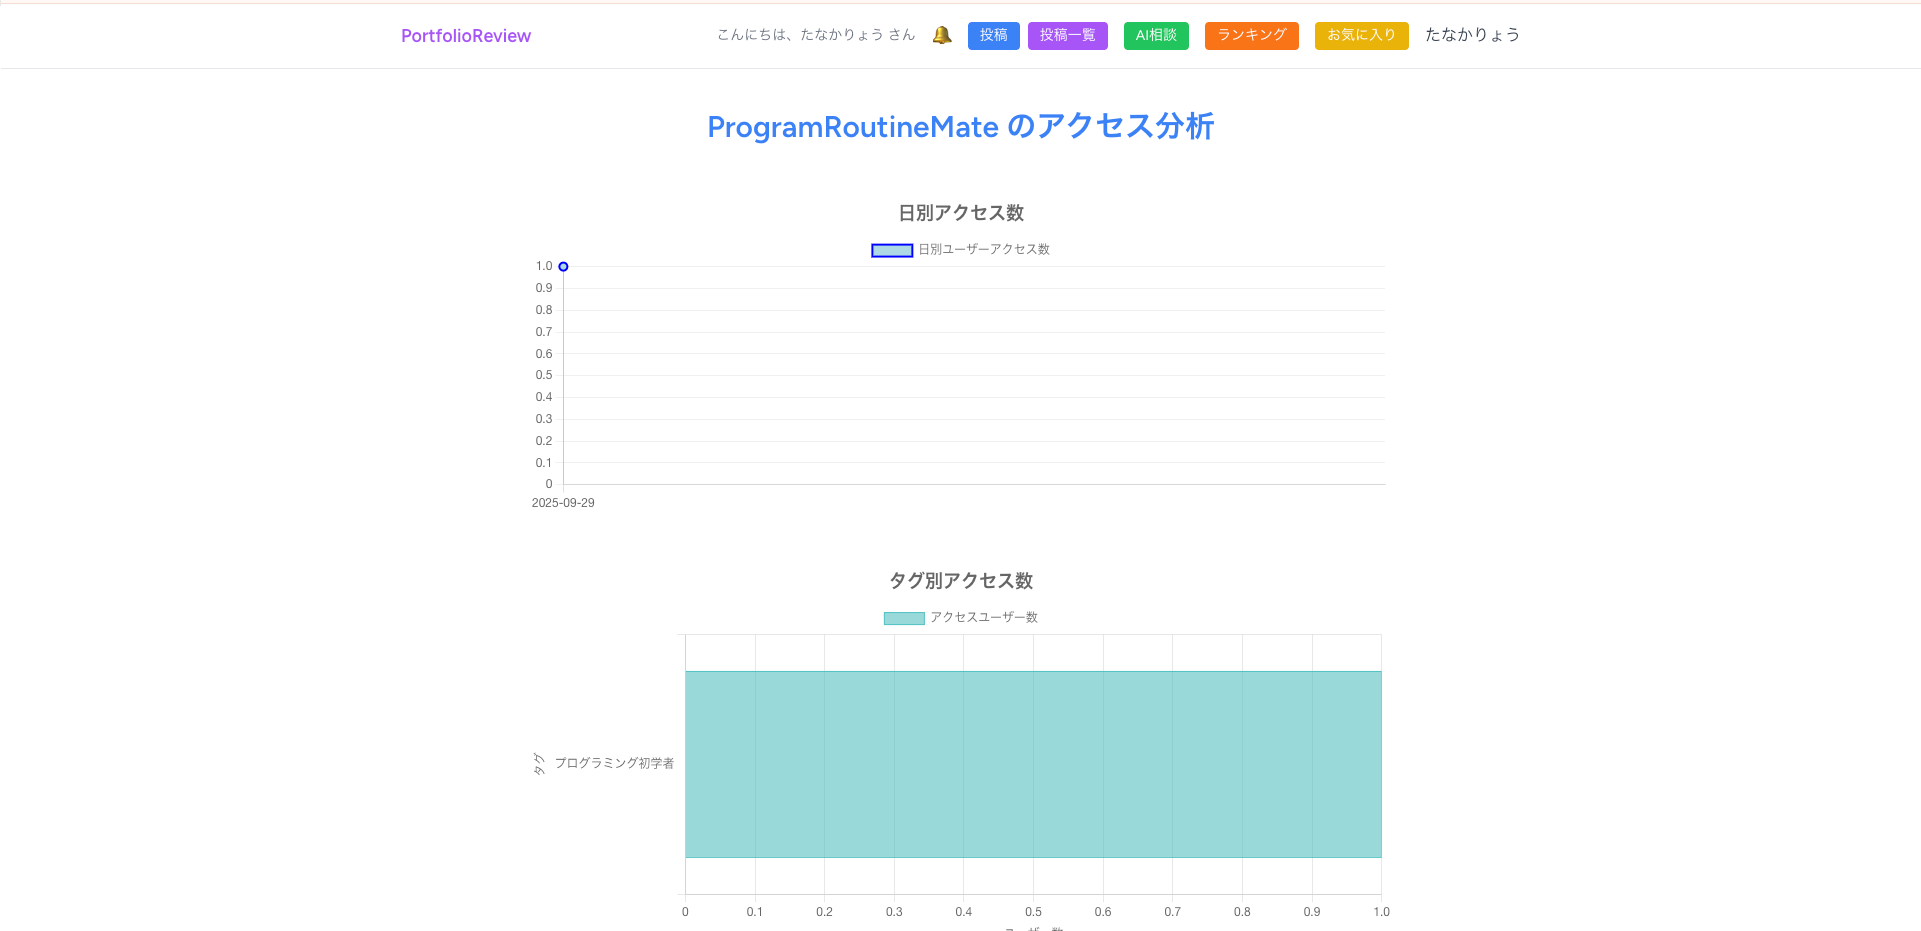 PortfolioReview
こんにちは、たなかりょう さん 投稿 投稿一覧 AI相談 ランキング お気に入り たなかりょう
ProgramRoutineMate のアクセス分析
日別アクセス数
日別ユーザーアクセス数
1.0
0.9
0.8
0.7
0.6
0.5
0.4
0.3
0.2
0.1
0
2025-09-29
タグ別アクセス数
アクセスユーザー数
タグ
プログラミング初学者
0 0.1 0.2 0.3 0.4 0.5 0.6 0.7 0.8 0.9 1.0